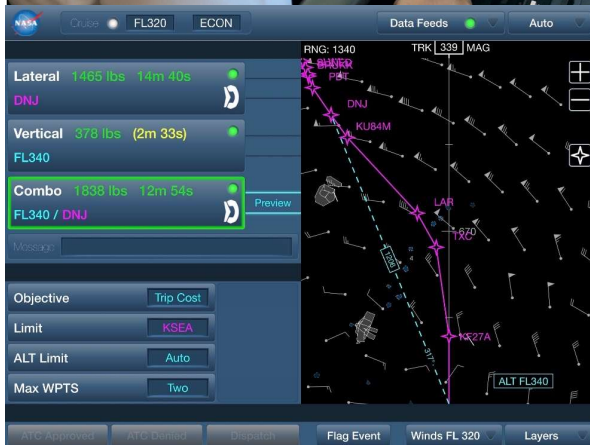 NASA
Cruise FL320 ECON Data Feeds Auto
RNG: 1340 TRK 339 MAG
Lateral 1465 lbs 14m 40s
DNJ
Vertical 378 lbs (2m 33s)
FL340
Combo 1838 lbs 12m 54s
FL340 / DNJ
Preview
Message
Objective Trip Cost
Limit KSEA
ALT Limit Auto
Max WPTS Two
PDT
DNJ
KU84M
LAR
670
TXC
1206
4
KF27A
317°
ALT FL340
ATC Approved ATC Denied Dispatch Flag Event Winds FL 320 Layers